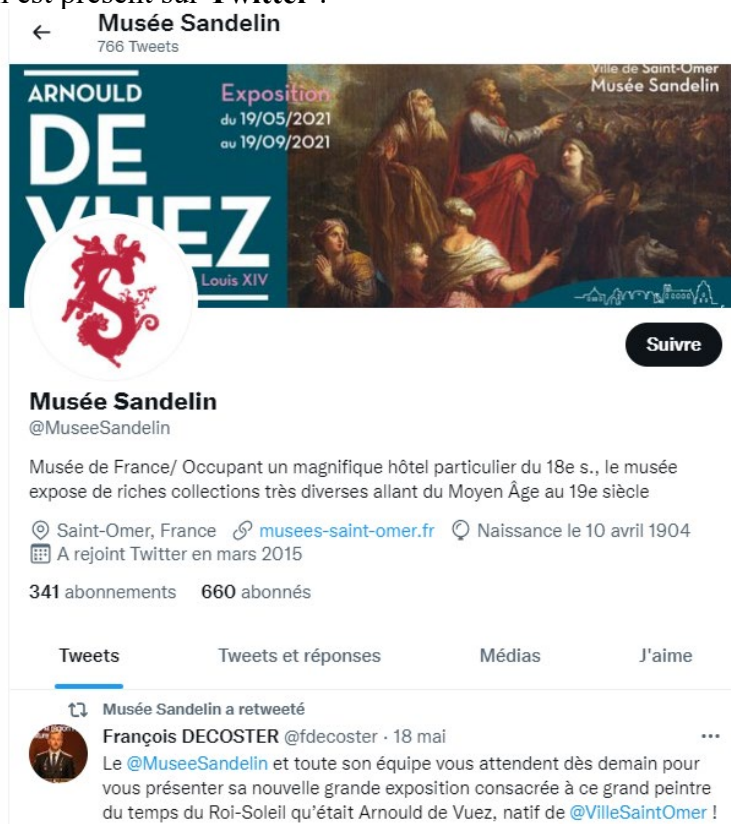 est présent sur Twitter :
Musée Sandelin
766 Tweets
ARNOULD
DE
VUEZ
Louis XIV
Exposition
du 19/05/2021
au 19/09/2021
Ville de Saint-Omer
Musée Sandelin
S
Suivre
Musée Sandelin
@MuseeSandelin
Musée de France/ Occupant un magnifique hôtel particulier du 18e s., le musée
expose de riches collections très diverses allant du Moyen Âge au 19e siècle
Saint-Omer, France musees-saint-omer.fr Naissance le 10 avril 1904
A rejoint Twitter en mars 2015
341 abonnements 660 abonnés
Tweets Tweets et réponses Médias J'aime
Musée Sandelin a retweeté
François DECOSTER @fdecoster · 18 mai
Le @MuseeSandelin et toute son équipe vous attendent dès demain pour
vous présenter sa nouvelle grande exposition consacrée à ce grand peintre
du temps du Roi-Soleil qu'était Arnould de Vuez, natif de @VilleSaintOmer !